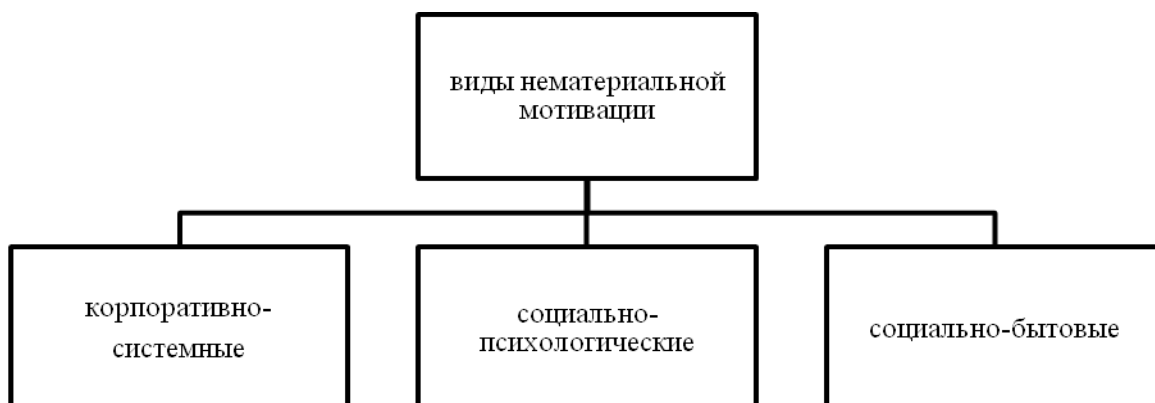 виды нематериальной
мотивации
корпоративно-
системные
социально-
психологические
социально-бытовые